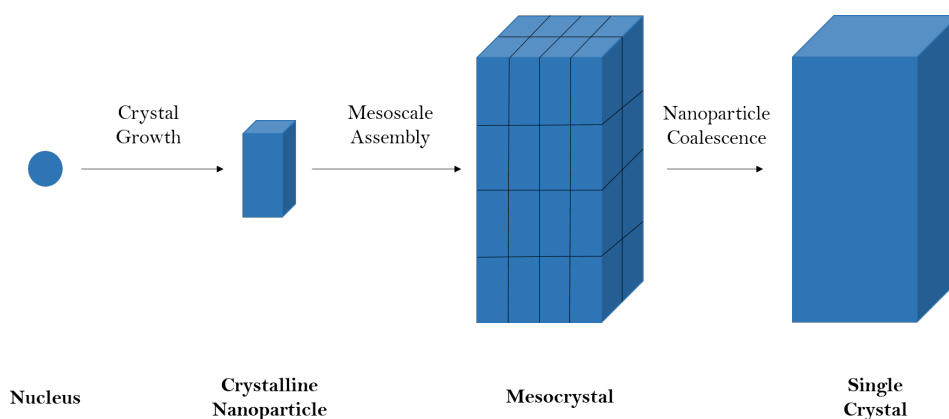 Crystal
Growth
Mesoscale
Assembly
Nanoparticle
Coalescence
Nucleus
Crystalline
Nanoparticle
Mesocrystal
Single
Crystal